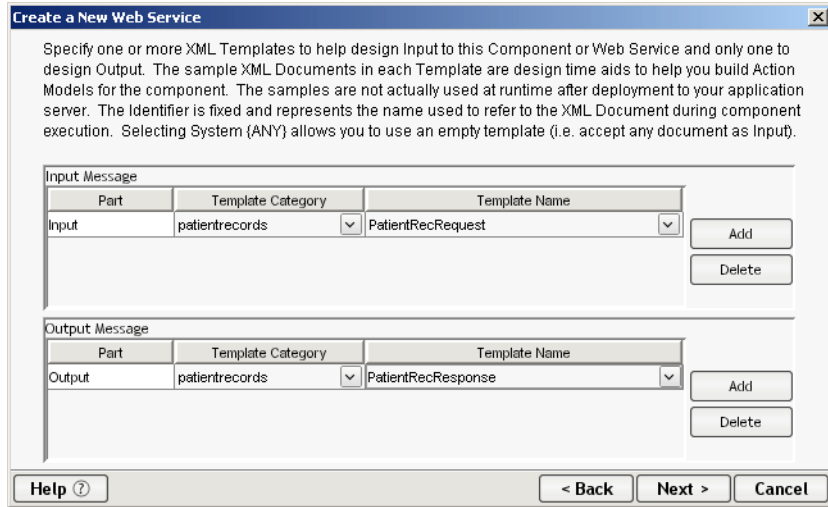 Create a New Web Service
Specify one or more XML Templates to help design Input to this Component or Web Service and only one to
design Output.  The sample XML Documents in each Template are design time aids to help you build Action
Models for the component.  The samples are not actually used at runtime after deployment to your application
server.  The Identifier is fixed and represents the name used to refer to the XML Document during component
execution.  Selecting System {ANY} allows you to use an empty template (i.e. accept any document as Input).
Input Message
Part Template Category Template Name
Input patientrecords PatientRecRequest
Add
Delete
Output Message
Part Template Category Template Name
Output patientrecords PatientRecResponse
Add
Delete
Help ? < Back Next > Cancel